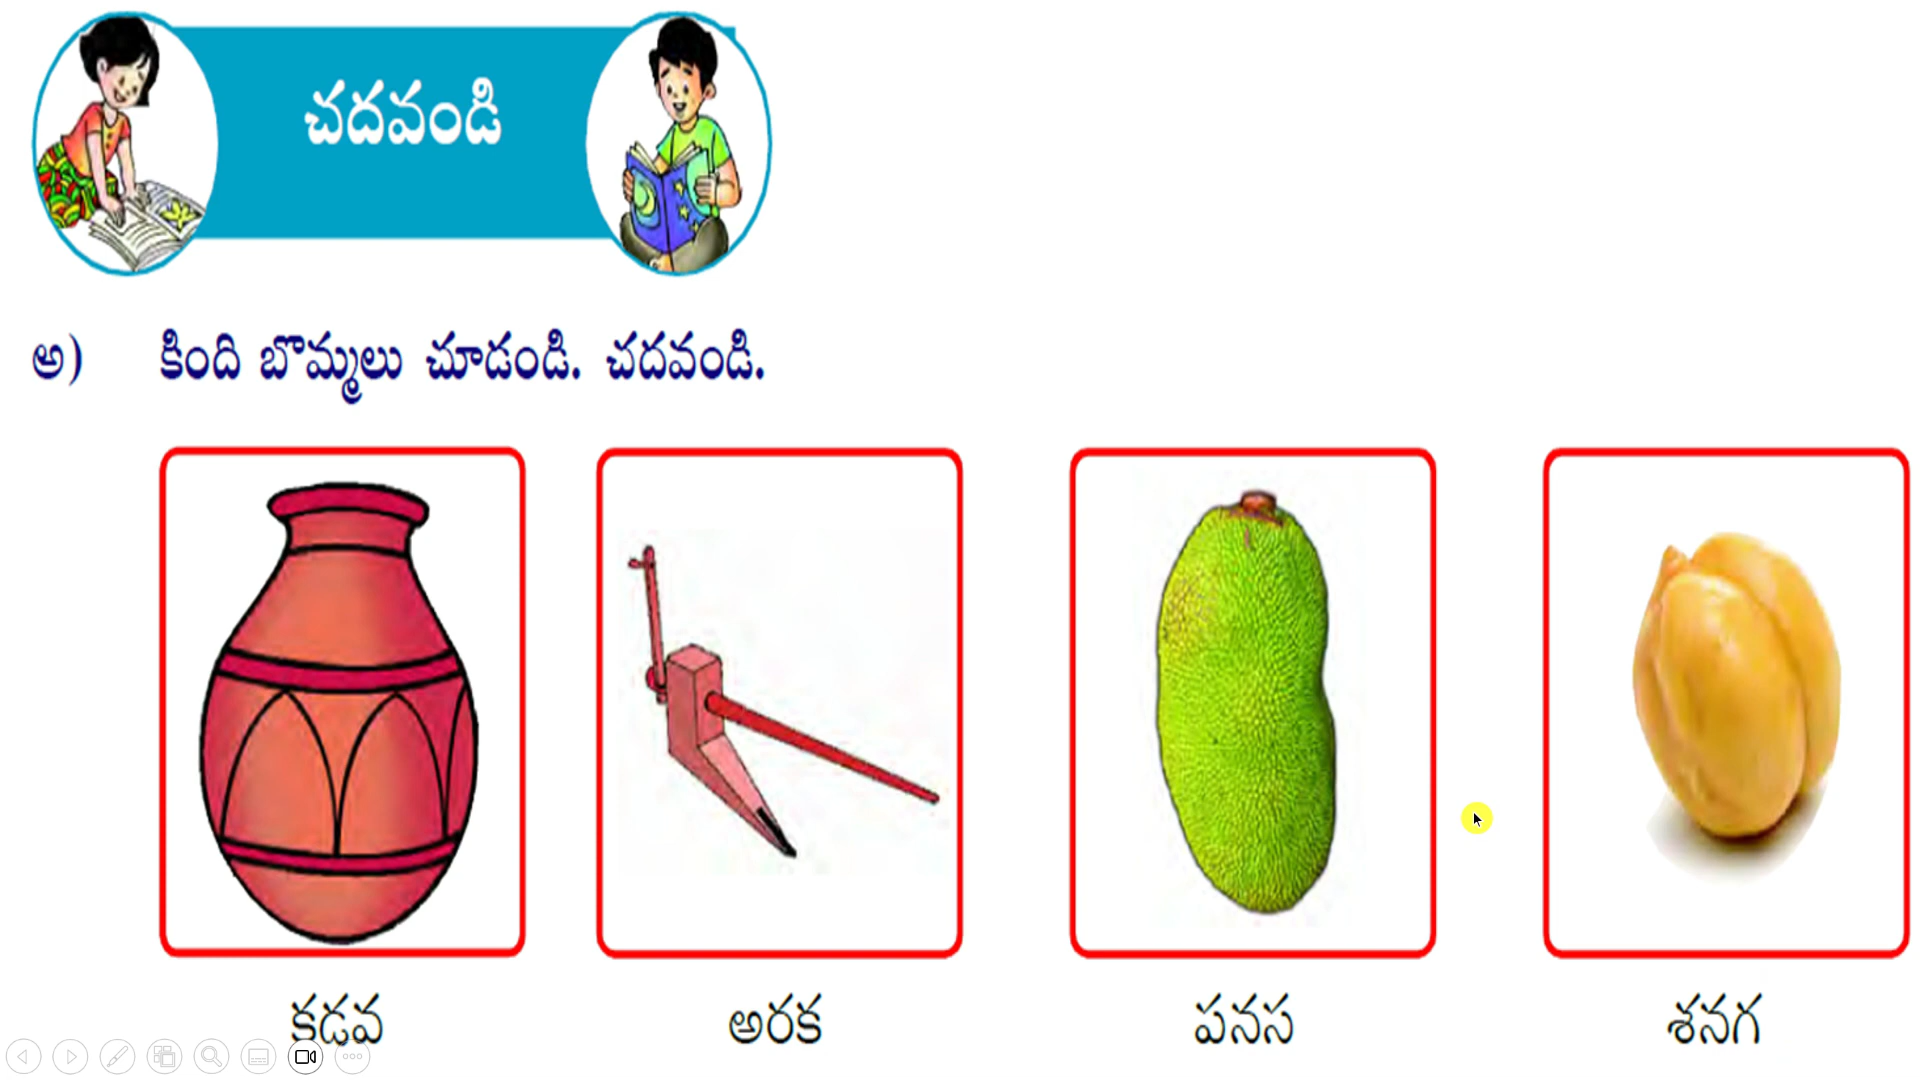 చదవండి
అ) కింది బొమ్మలు చూడండి. చదవండి.
కడవ అరక పనస శనగ